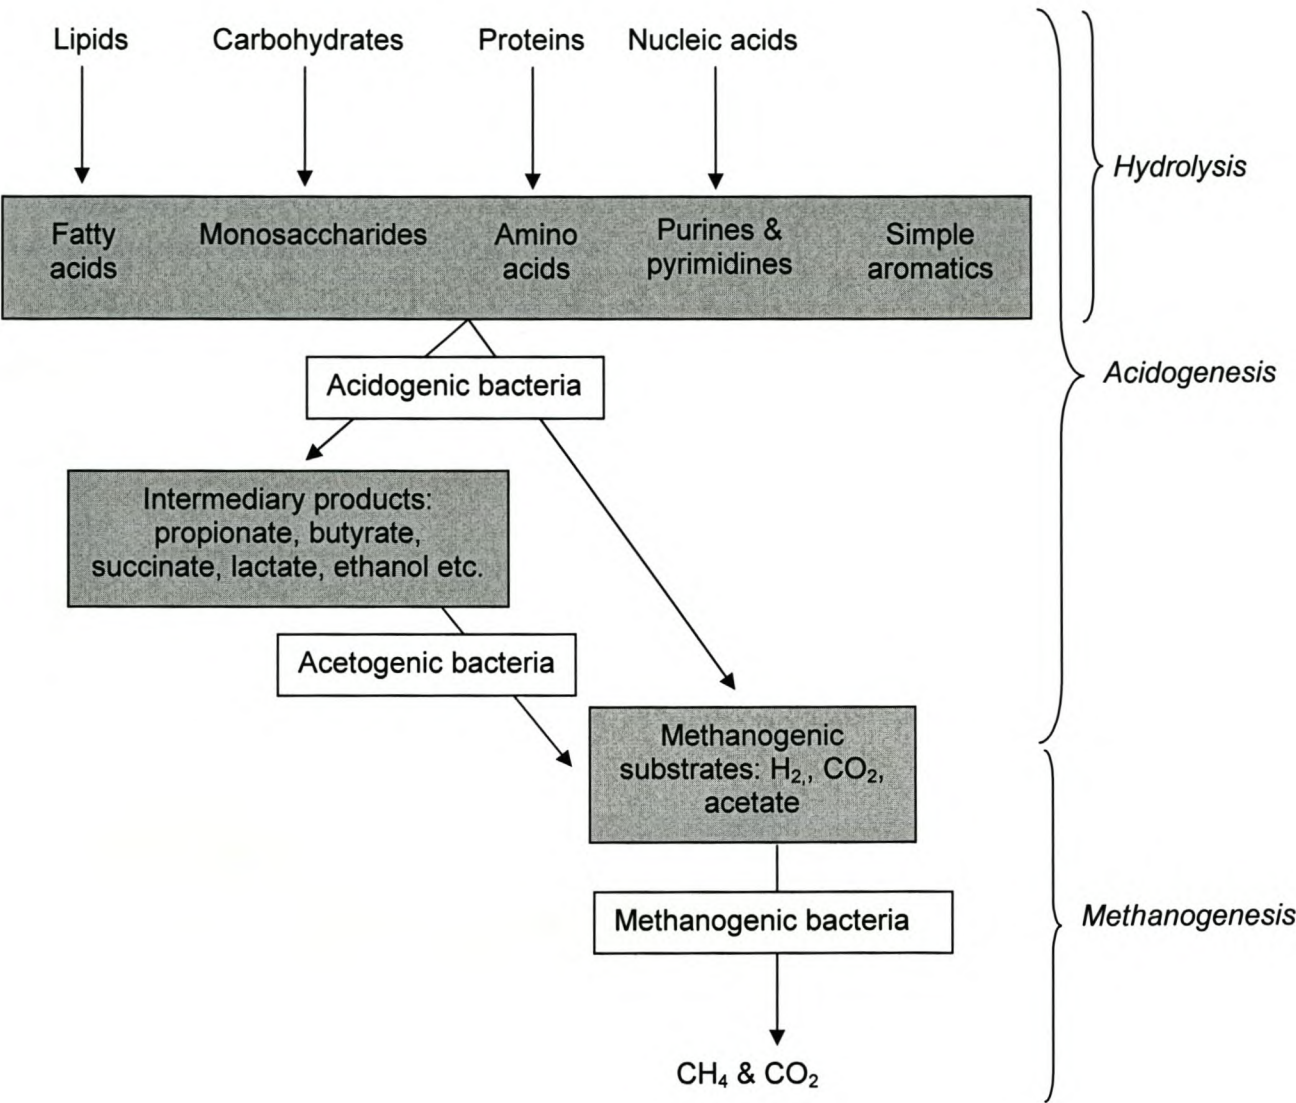 Lipids
Carbohydrates
Proteins
Nucleic acids
Hydrolysis
Fatty
acids
Monosaccharides
Amino
acids
Purines &
pyrimidines
Simple
aromatics
Acidogenic bacteria
Acidogenesis
Intermediary products:
propionate, butyrate,
succinate, lactate, ethanol etc.
Acetogenic bacteria
Methanogenic
substrates: H₂,, CO₂,
acetate
Methanogenic bacteria
Methanogenesis
CH₄ & CO₂